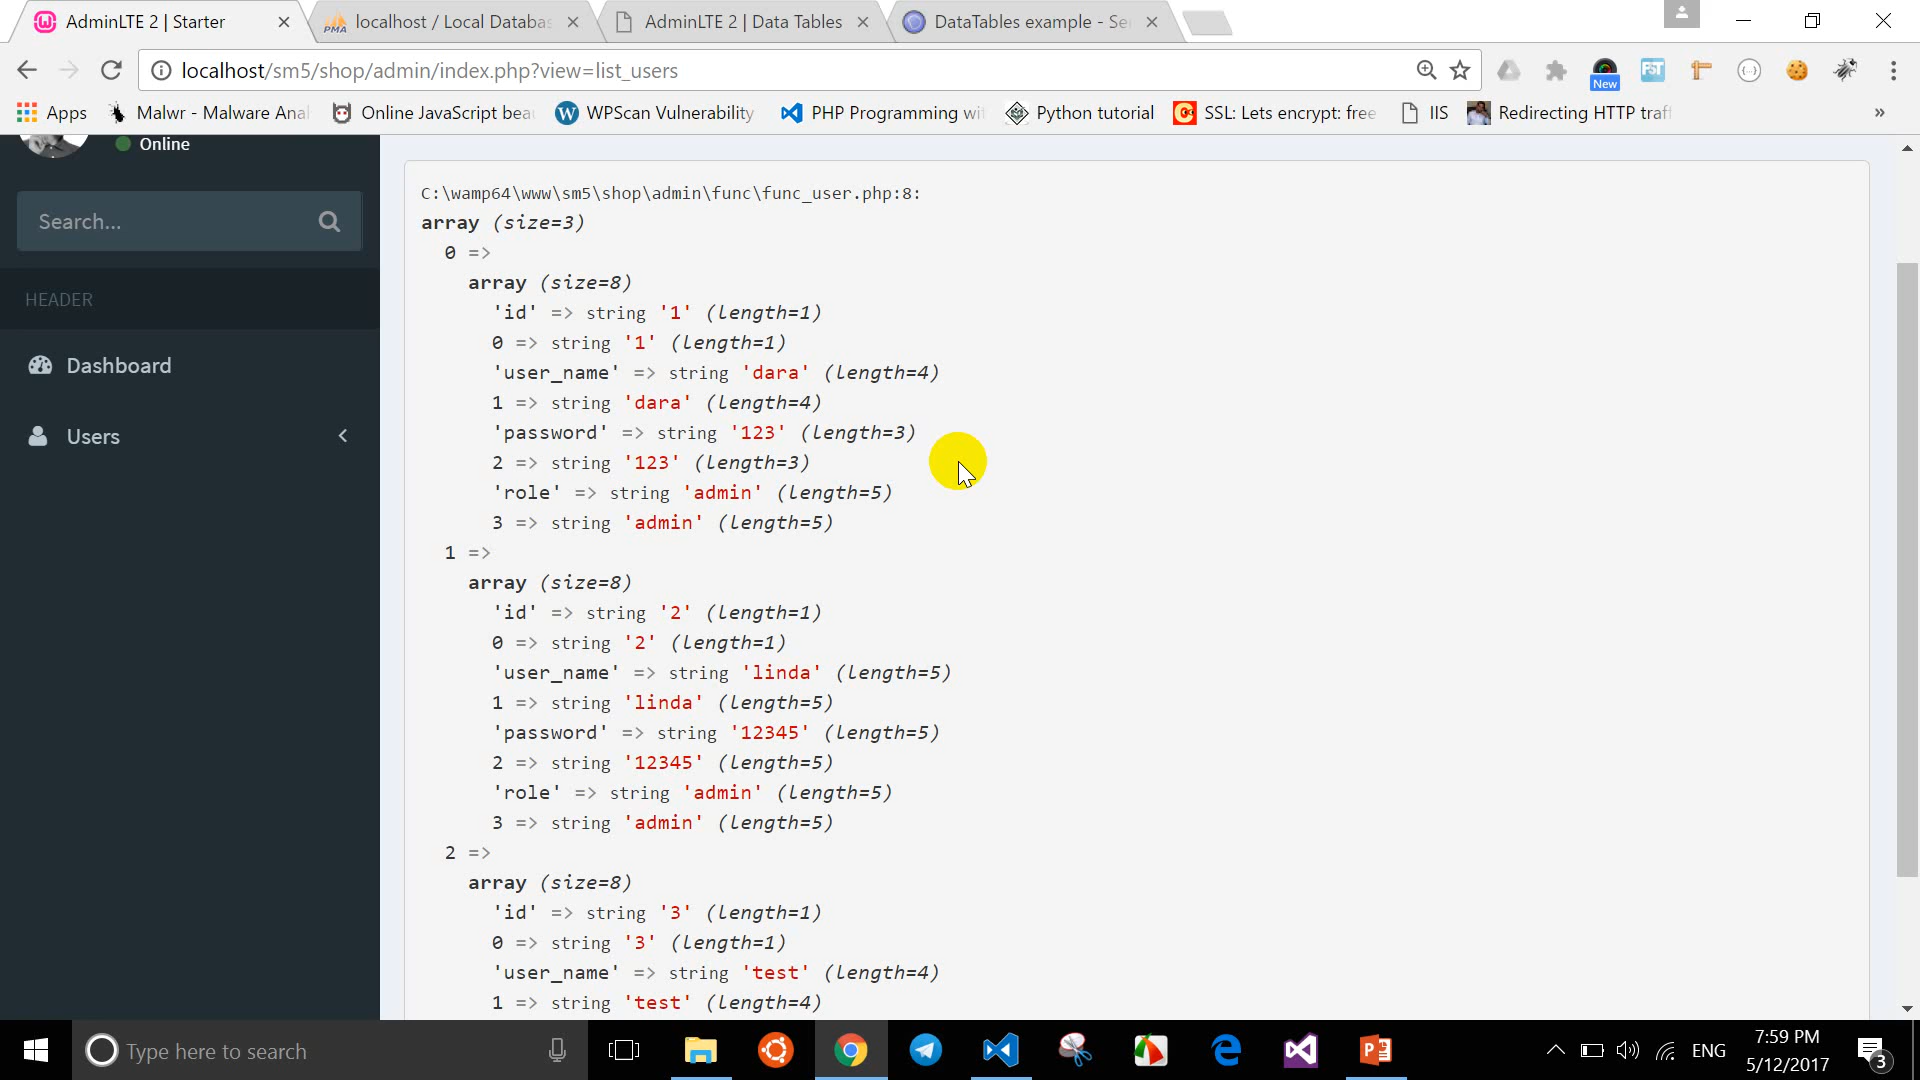 AdminLTE 2 | Starter
localhost / Local Databas
AdminLTE 2 | Data Tables
DataTables example - Se
localhost/sm5/shop/admin/index.php?view=list_users
New
Apps
Malwr - Malware Anal
Online JavaScript bea
WPScan Vulnerability
PHP Programming wi
Python tutorial
SSL: Lets encrypt: free
IIS
Redirecting HTTP traf
»
Online
Search...
HEADER
Dashboard
Users
C:\wamp64\www\sm5\shop\admin\func\func_user.php:8:
array (size=3)
0 =>
array (size=8)
'id' => string '1' (length=1)
0 => string '1' (length=1)
'user_name' => string 'dara' (length=4)
1 => string 'dara' (length=4)
'password' => string '123' (length=3)
2 => string '123' (length=3)
'role' => string 'admin' (length=5)
3 => string 'admin' (length=5)
1 =>
array (size=8)
'id' => string '2' (length=1)
0 => string '2' (length=1)
'user_name' => string 'linda' (length=5)
1 => string 'linda' (length=5)
'password' => string '12345' (length=5)
2 => string '12345' (length=5)
'role' => string 'admin' (length=5)
3 => string 'admin' (length=5)
2 =>
array (size=8)
'id' => string '3' (length=1)
0 => string '3' (length=1)
'user_name' => string 'test' (length=4)
1 => string 'test' (length=4)
Type here to search
ENG
7:59 PM
5/12/2017
3